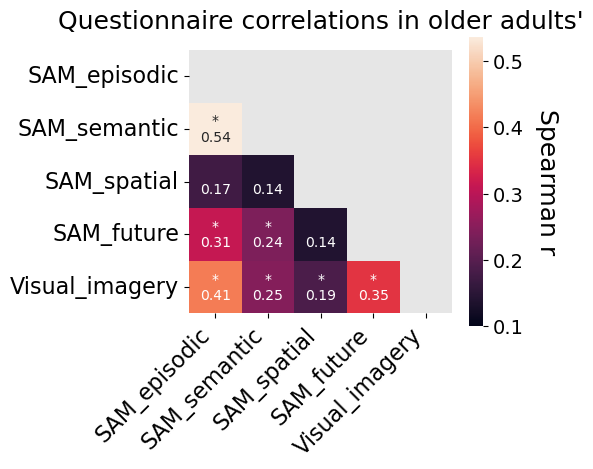 Questionnaire correlations in older adults'
SAM_episodic
SAM_semantic
*
0.54
SAM_spatial
0.17 0.14
SAM_future
* *
0.31 0.24 0.14
Visual_imagery
* * * *
0.41 0.25 0.19 0.35
SAM_episodic
SAM_semantic
SAM_spatial
SAM_future
Visual_imagery
0.5
0.4
0.3
0.2
0.1
Spearman r